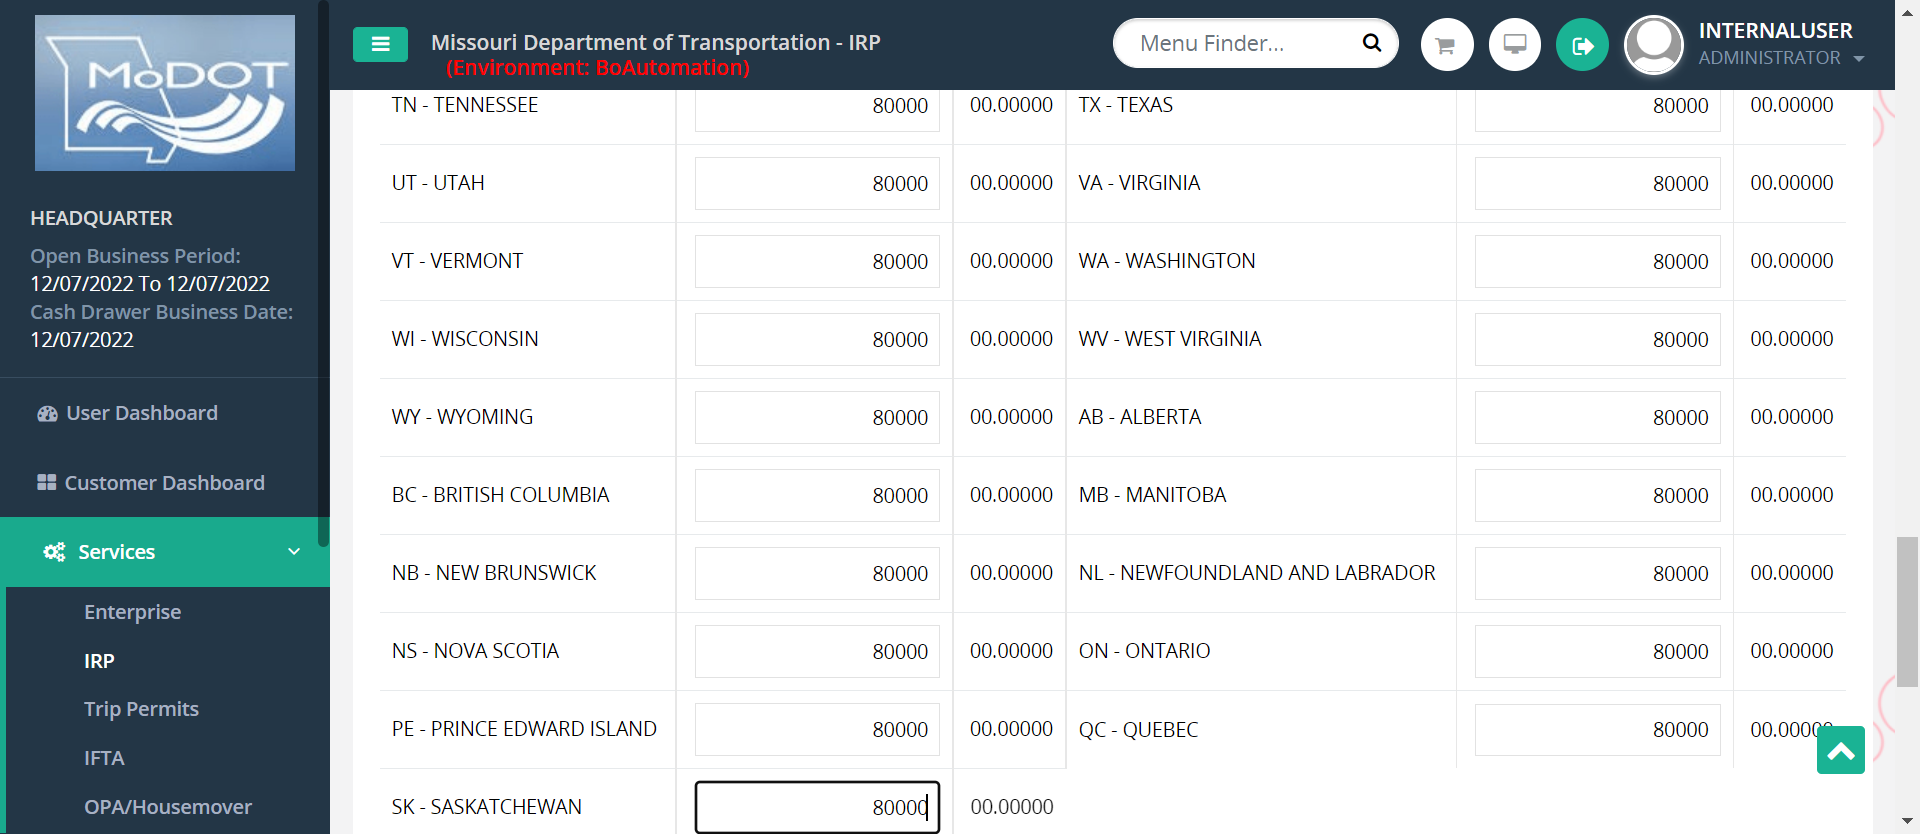 MoDOT
HEADQUARTER
Open Business Period:
12/07/2022 To 12/07/2022
Cash Drawer Business Date:
12/07/2022
User Dashboard
Customer Dashboard
Services
Enterprise
IRP
Trip Permits
IFTA
OPA/Housemover
Missouri Department of Transportation - IRP
(Environment: BoAutomation)
Menu Finder...
INTERNALUSER
ADMINISTRATOR
TN - TENNESSEE 80000 00.00000 TX - TEXAS 80000 00.00000
UT - UTAH 80000 00.00000 VA - VIRGINIA 80000 00.00000
VT - VERMONT 80000 00.00000 WA - WASHINGTON 80000 00.00000
WI - WISCONSIN 80000 00.00000 WV - WEST VIRGINIA 80000 00.00000
WY - WYOMING 80000 00.00000 AB - ALBERTA 80000 00.00000
BC - BRITISH COLUMBIA 80000 00.00000 MB - MANITOBA 80000 00.00000
NB - NEW BRUNSWICK 80000 00.00000 NL - NEWFOUNDLAND AND LABRADOR 80000 00.00000
NS - NOVA SCOTIA 80000 00.00000 ON - ONTARIO 80000 00.00000
PE - PRINCE EDWARD ISLAND 80000 00.00000 QC - QUEBEC 80000 00.00000
SK - SASKATCHEWAN 80000 00.00000